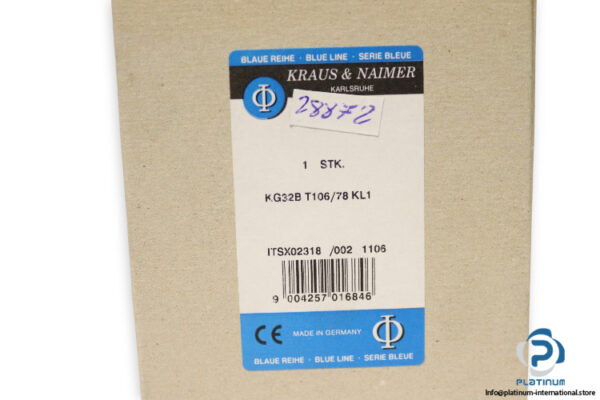 BLAUE REIHE · BLUE LINE · SERIE BLEUE
KRAUS & NAIMER
KARLSRUHE
28872
1 STK.
KG32B T106/78 KL1
ITSX02318 /002 1106
9 004257 016846
CE MADE IN GERMANY
BLAUE REIHE · BLUE LINE · SERIE BLEUE
PLATINUM
info@platinum-international.store